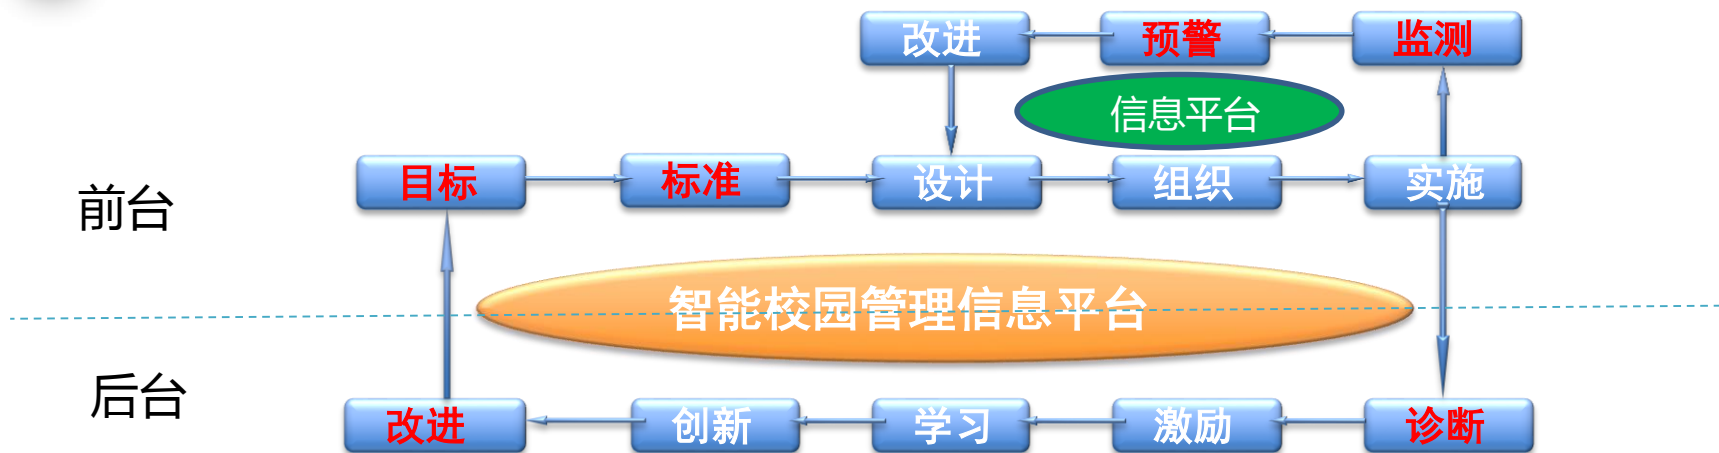 改进 预警 监测
信息平台
目标 标准 设计 组织 实施
前台
智能校园管理信息平台
后台
改进 创新 学习 激励 诊断